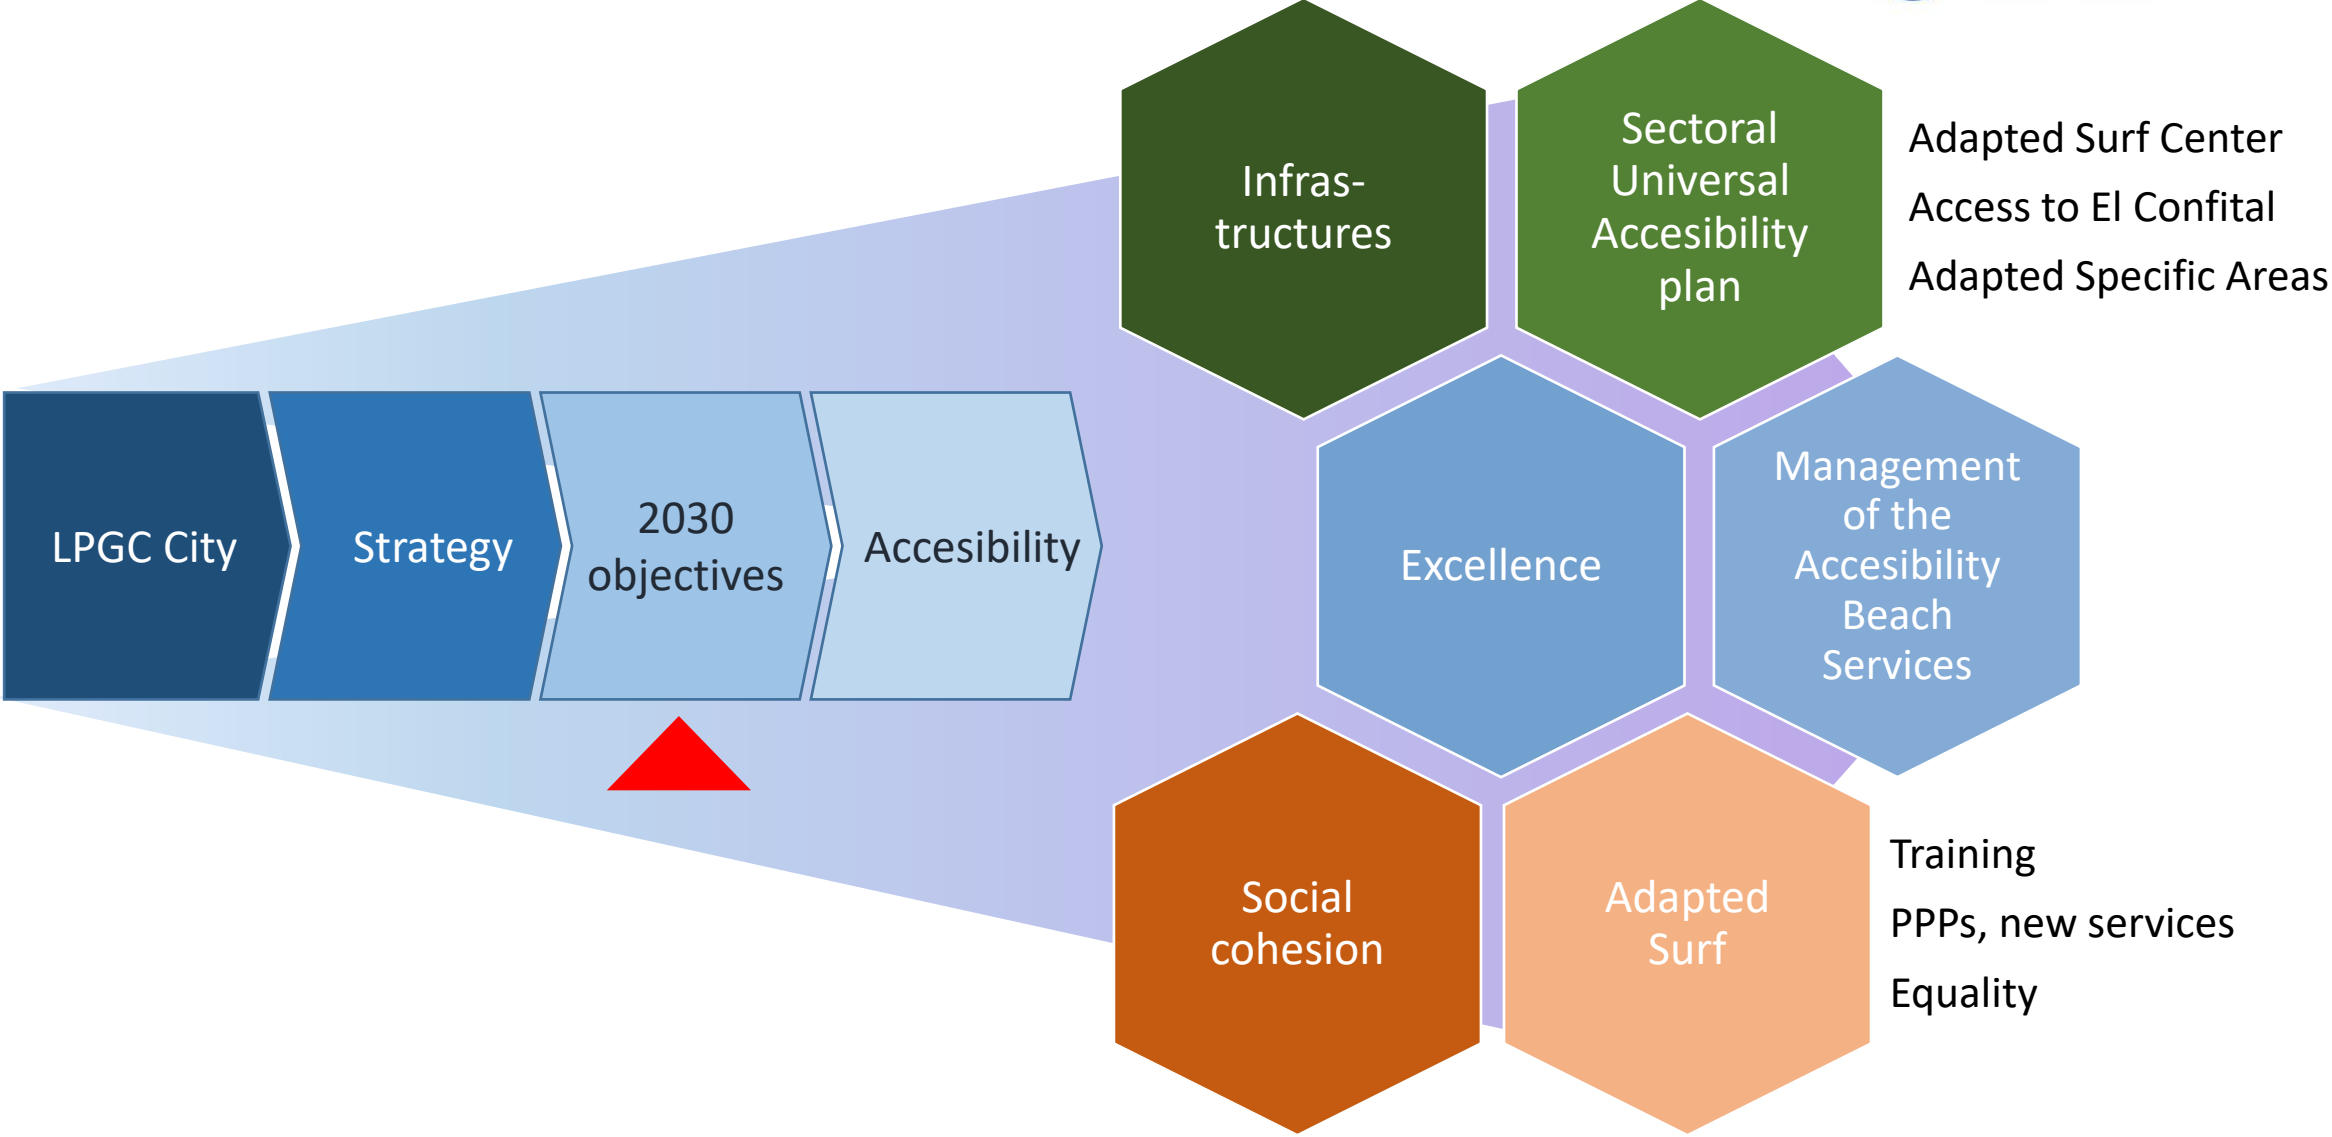 LPGC City
Strategy
2030
objectives
Accesibility
Infras-
tructures
Sectoral
Universal
Accesibility
plan
Adapted Surf Center
Access to El Confital
Adapted Specific Areas
Excellence
Management
of the
Accesibility
Beach
Services
Social
cohesion
Adapted
Surf
Training
PPPs, new services
Equality